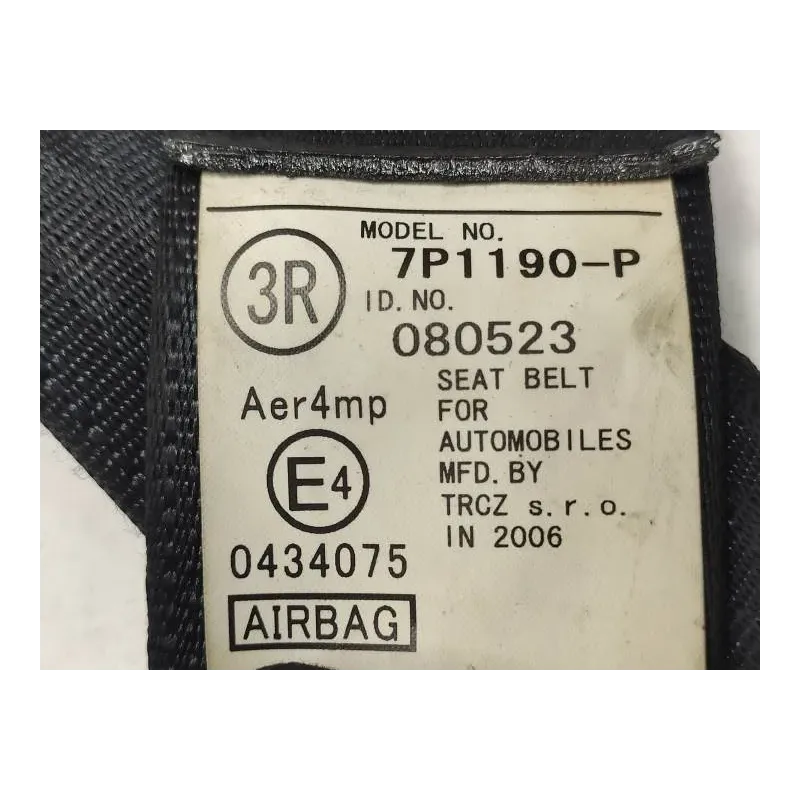 MODEL NO.
7P1190-P
3R
ID. NO.
080523
Aer4mp
SEAT BELT
FOR
AUTOMOBILES
MFD. BY
TRCZ s.r.o.
IN 2006
E4
0434075
AIRBAG